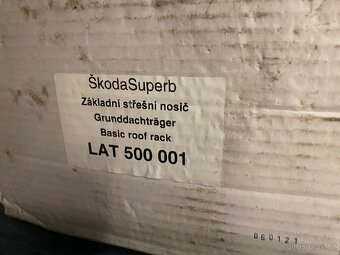 ŠkodaSuperb
Základní střešní nosič
Grunddachträger
Basic roof rack
LAT 500 001
060121